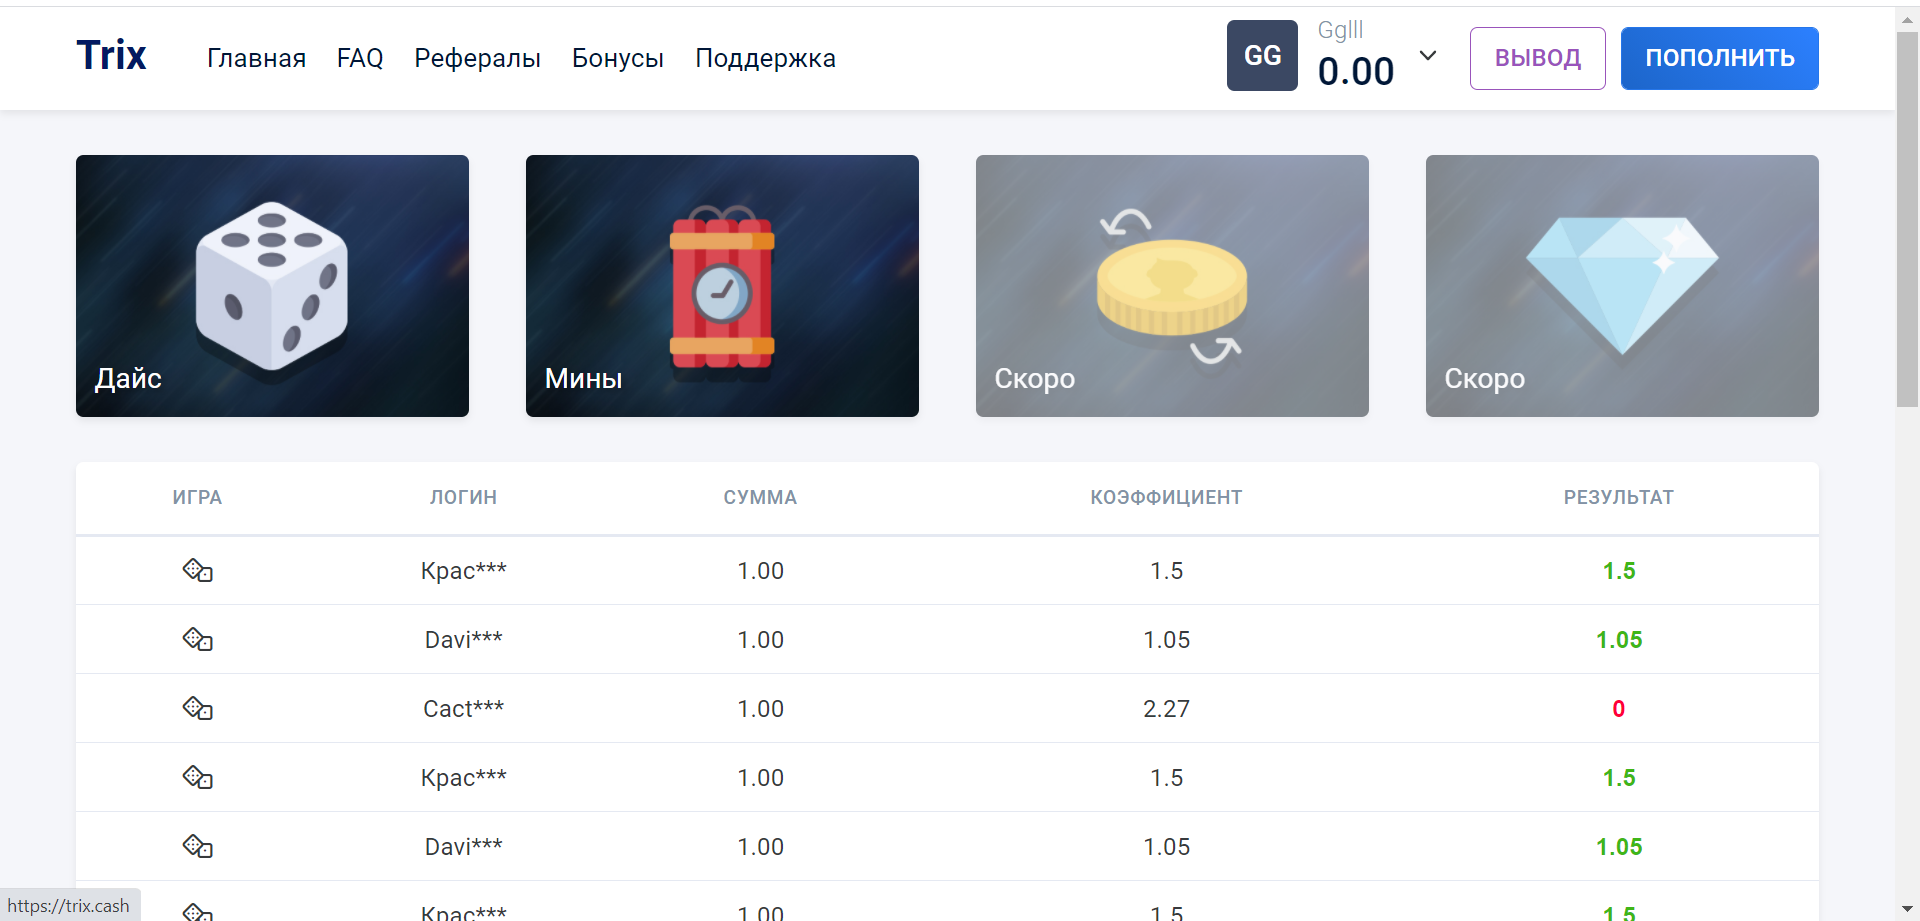 Trix
Главная FAQ Рефералы Бонусы Поддержка
GG
Gglll
0.00
ВЫВОД
ПОПОЛНИТЬ
Дайс
Мины
Скоро
Скоро
ИГРА ЛОГИН СУММА КОЭФФИЦИЕНТ РЕЗУЛЬТАТ
Крас*** 1.00 1.5 1.5
Davi*** 1.00 1.05 1.05
Cact*** 1.00 2.27 0
Крас*** 1.00 1.5 1.5
Davi*** 1.00 1.05 1.05
Крас*** 1.00 1.5 1.5
https://trix.cash